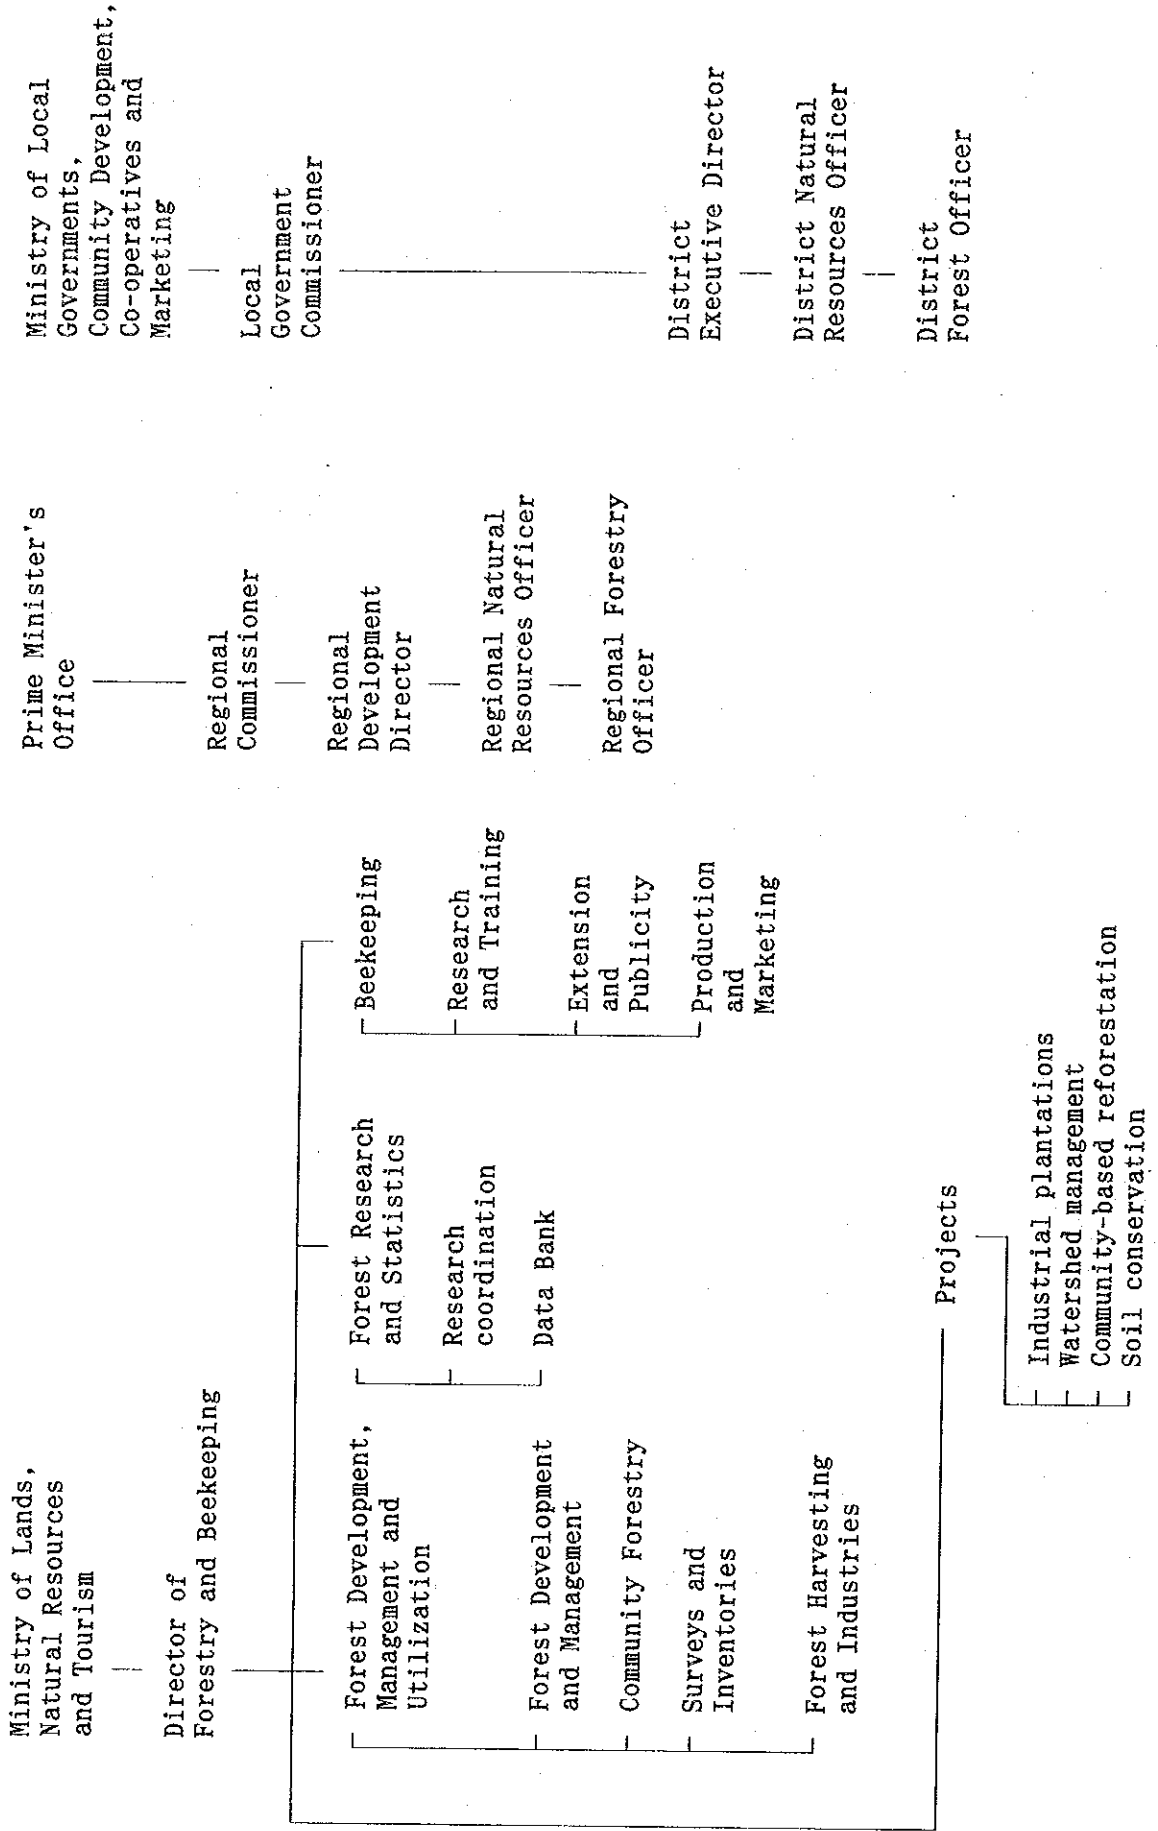 Ministry of Lands,
Natural Resources
and Tourism
Director of
Forestry and Beekeeping
Forest Development,
Management and
Utilization
Forest Development
and Management
Community Forestry
Surveys and
Inventories
Forest Harvesting
and Industries
Forest Research
and Statistics
Research
coordination
Data Bank
Beekeeping
Research
and Training
Extension
and
Publicity
Production
and
Marketing
Projects
Industrial plantations
Watershed management
Community-based reforestation
Soil conservation
Prime Minister's
Office
Regional
Commissioner
Regional
Development
Director
Regional Natural
Resources Officer
Regional Forestry
Officer
Ministry of Local
Governments,
Community Development,
Co-operatives and
Marketing
Local
Government
Commissioner
District
Executive Director
District Natural
Resources Officer
District
Forest Officer